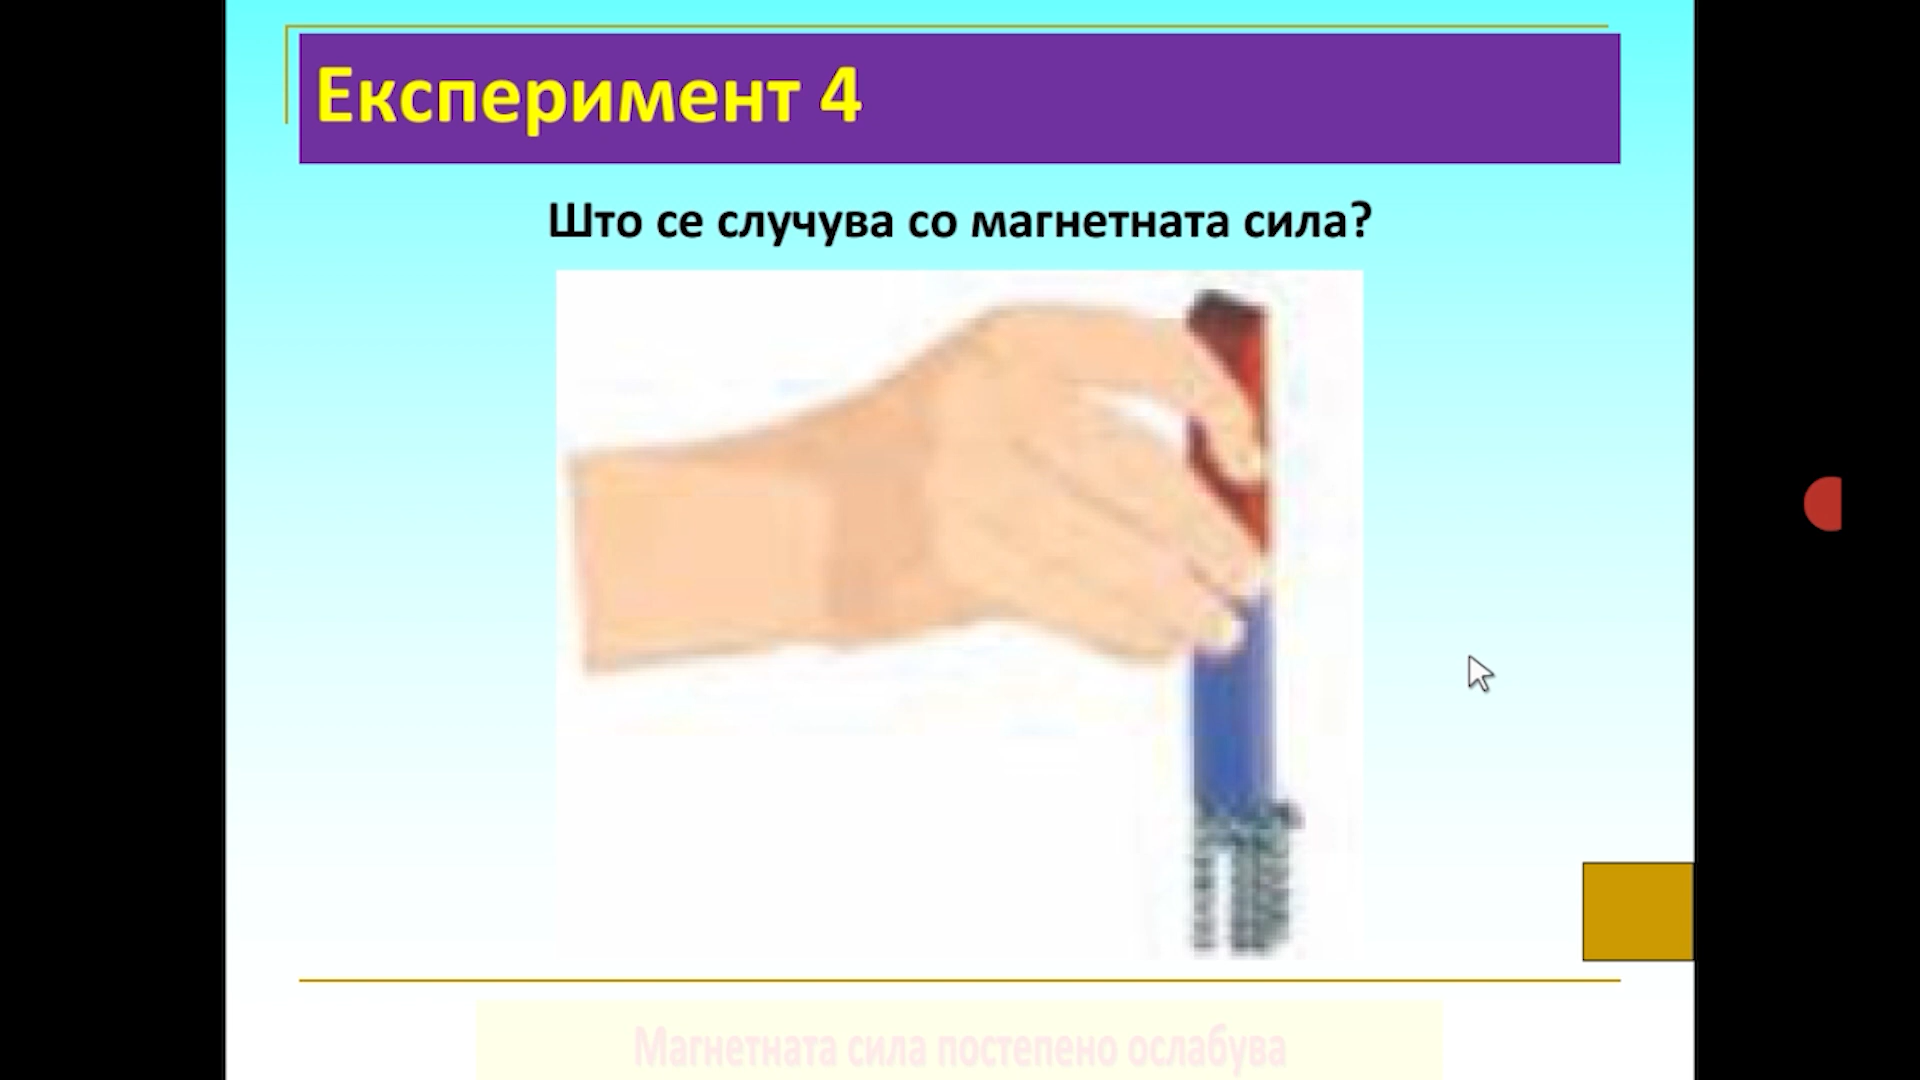 Експеримент 4
Што се случува со магнетната сила?
Магнетната сила постепено ослабува